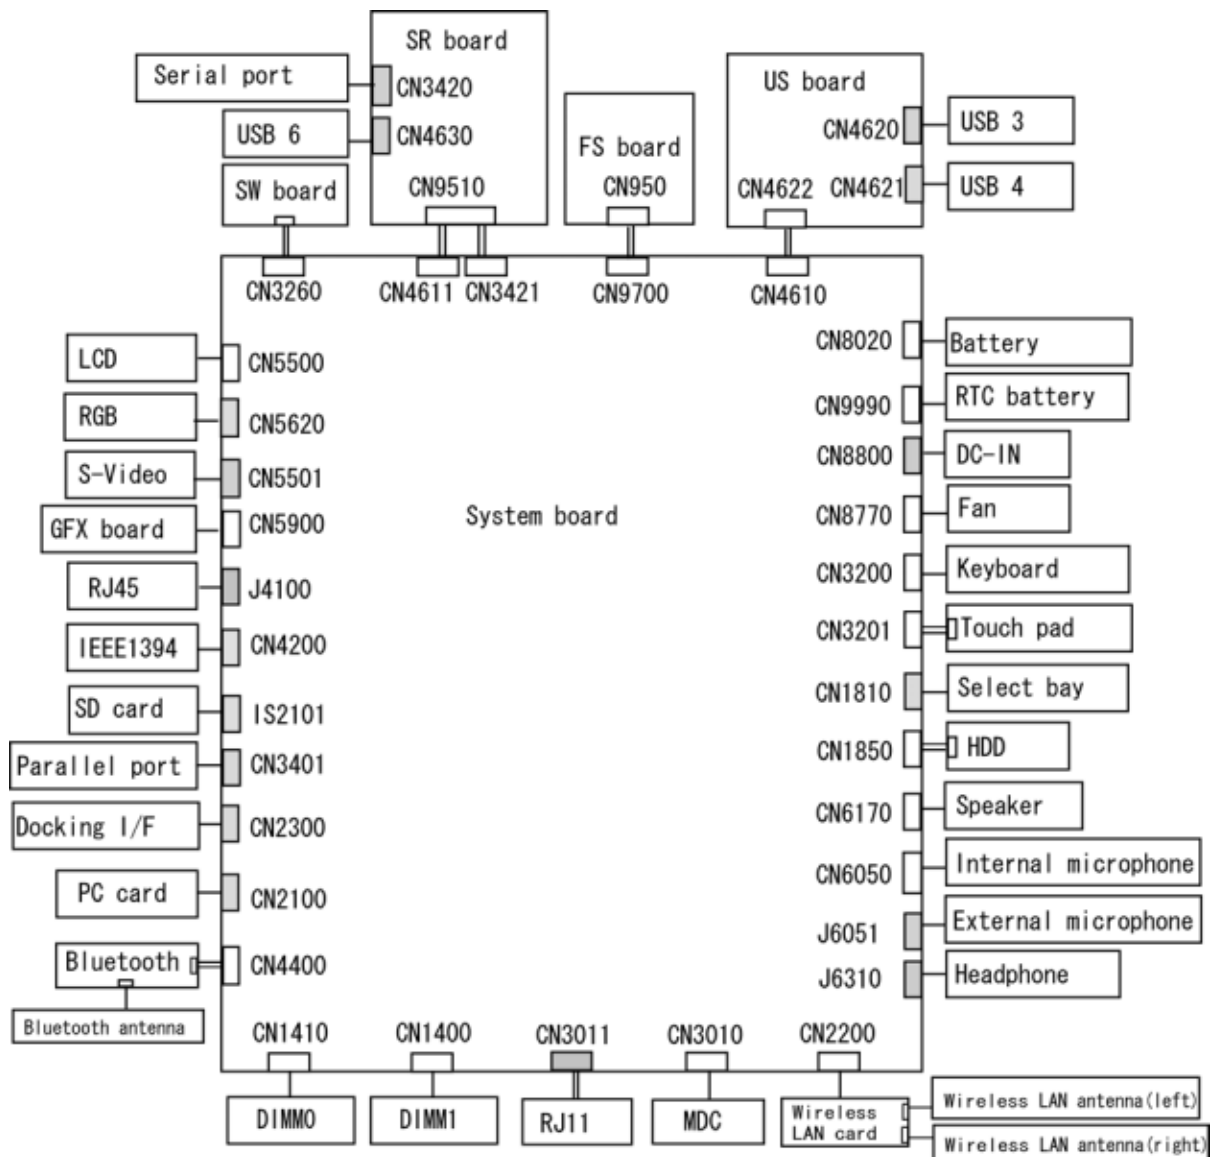 SR board
Serial port
CN3420
US board
USB 6
CN4630
CN4620
USB 3
FS board
SW board
CN9510
CN950
CN4622
CN4621
USB 4
CN3260
CN4611
CN3421
CN9700
CN4610
LCD
CN5500
CN8020
Battery
RGB
CN5620
CN9990
RTC battery
S-Video
CN5501
CN8800
DC-IN
GFX board
CN5900
System board
CN8770
Fan
RJ45
J4100
CN3200
Keyboard
IEEE1394
CN4200
CN3201
Touch pad
SD card
IS2101
CN1810
Select bay
Parallel port
CN3401
CN1850
HDD
Docking I/F
CN2300
CN6170
Speaker
PC card
CN2100
CN6050
Internal microphone
J6051
External microphone
Bluetooth
CN4400
J6310
Headphone
Bluetooth antenna
CN1410
CN1400
CN3011
CN3010
CN2200
DIMM0
DIMM1
RJ11
MDC
Wireless
LAN card
Wireless LAN antenna(left)
Wireless LAN antenna(right)